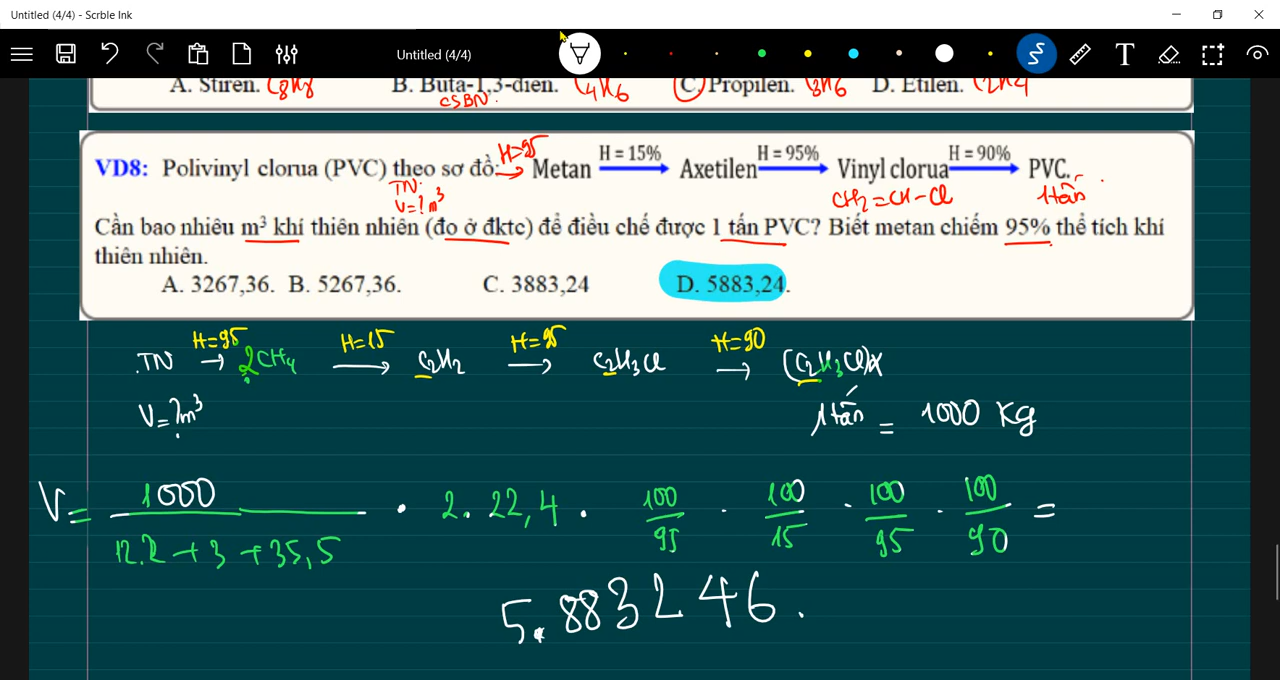 Untitled (4/4) - Scrble Ink
Untitled (4/4)
A. Stiren. C8H8 B. Buta-1,3-dien. C4H6 C. Propilen. C3H6 D. Etilen. C2H4
CSBN.
H=95
VD8: Polivinyl clorua (PVC) theo sơ đồ: → Metan H = 15% Axetilen H = 95% Vinyl clorua H = 90% PVC.
TN: V=?m³ CH2=CH-Cl 1tấn
Cần bao nhiêu m³ khí thiên nhiên (đo ở đktc) để điều chế được 1 tấn PVC? Biết metan chiếm 95% thể tích khí
thiên nhiên.
A. 3267,36. B. 5267,36. C. 3883,24 D. 5883,24.
H=95 H=15 H=95 H=90
.TN → 2CH4 → C2H2 → C2H3Cl → (C2H3Cl)x
V=?m³ 1tấn = 1000 Kg
V= 1000/(12.2+3+35,5) . 2. 22,4 . 100/95 . 100/15 . 100/95 . 100/90 =
5.883246.